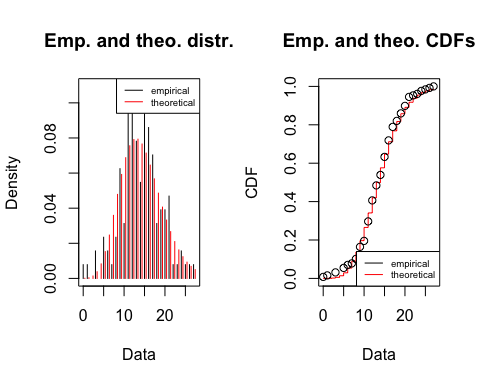 Emp. and theo. distr.
empirical
theoretical
Density
0.00 0.04 0.08
0 10 20
Data
Emp. and theo. CDFs
empirical
theoretical
CDF
0.0 0.2 0.4 0.6 0.8 1.0
0 10 20
Data